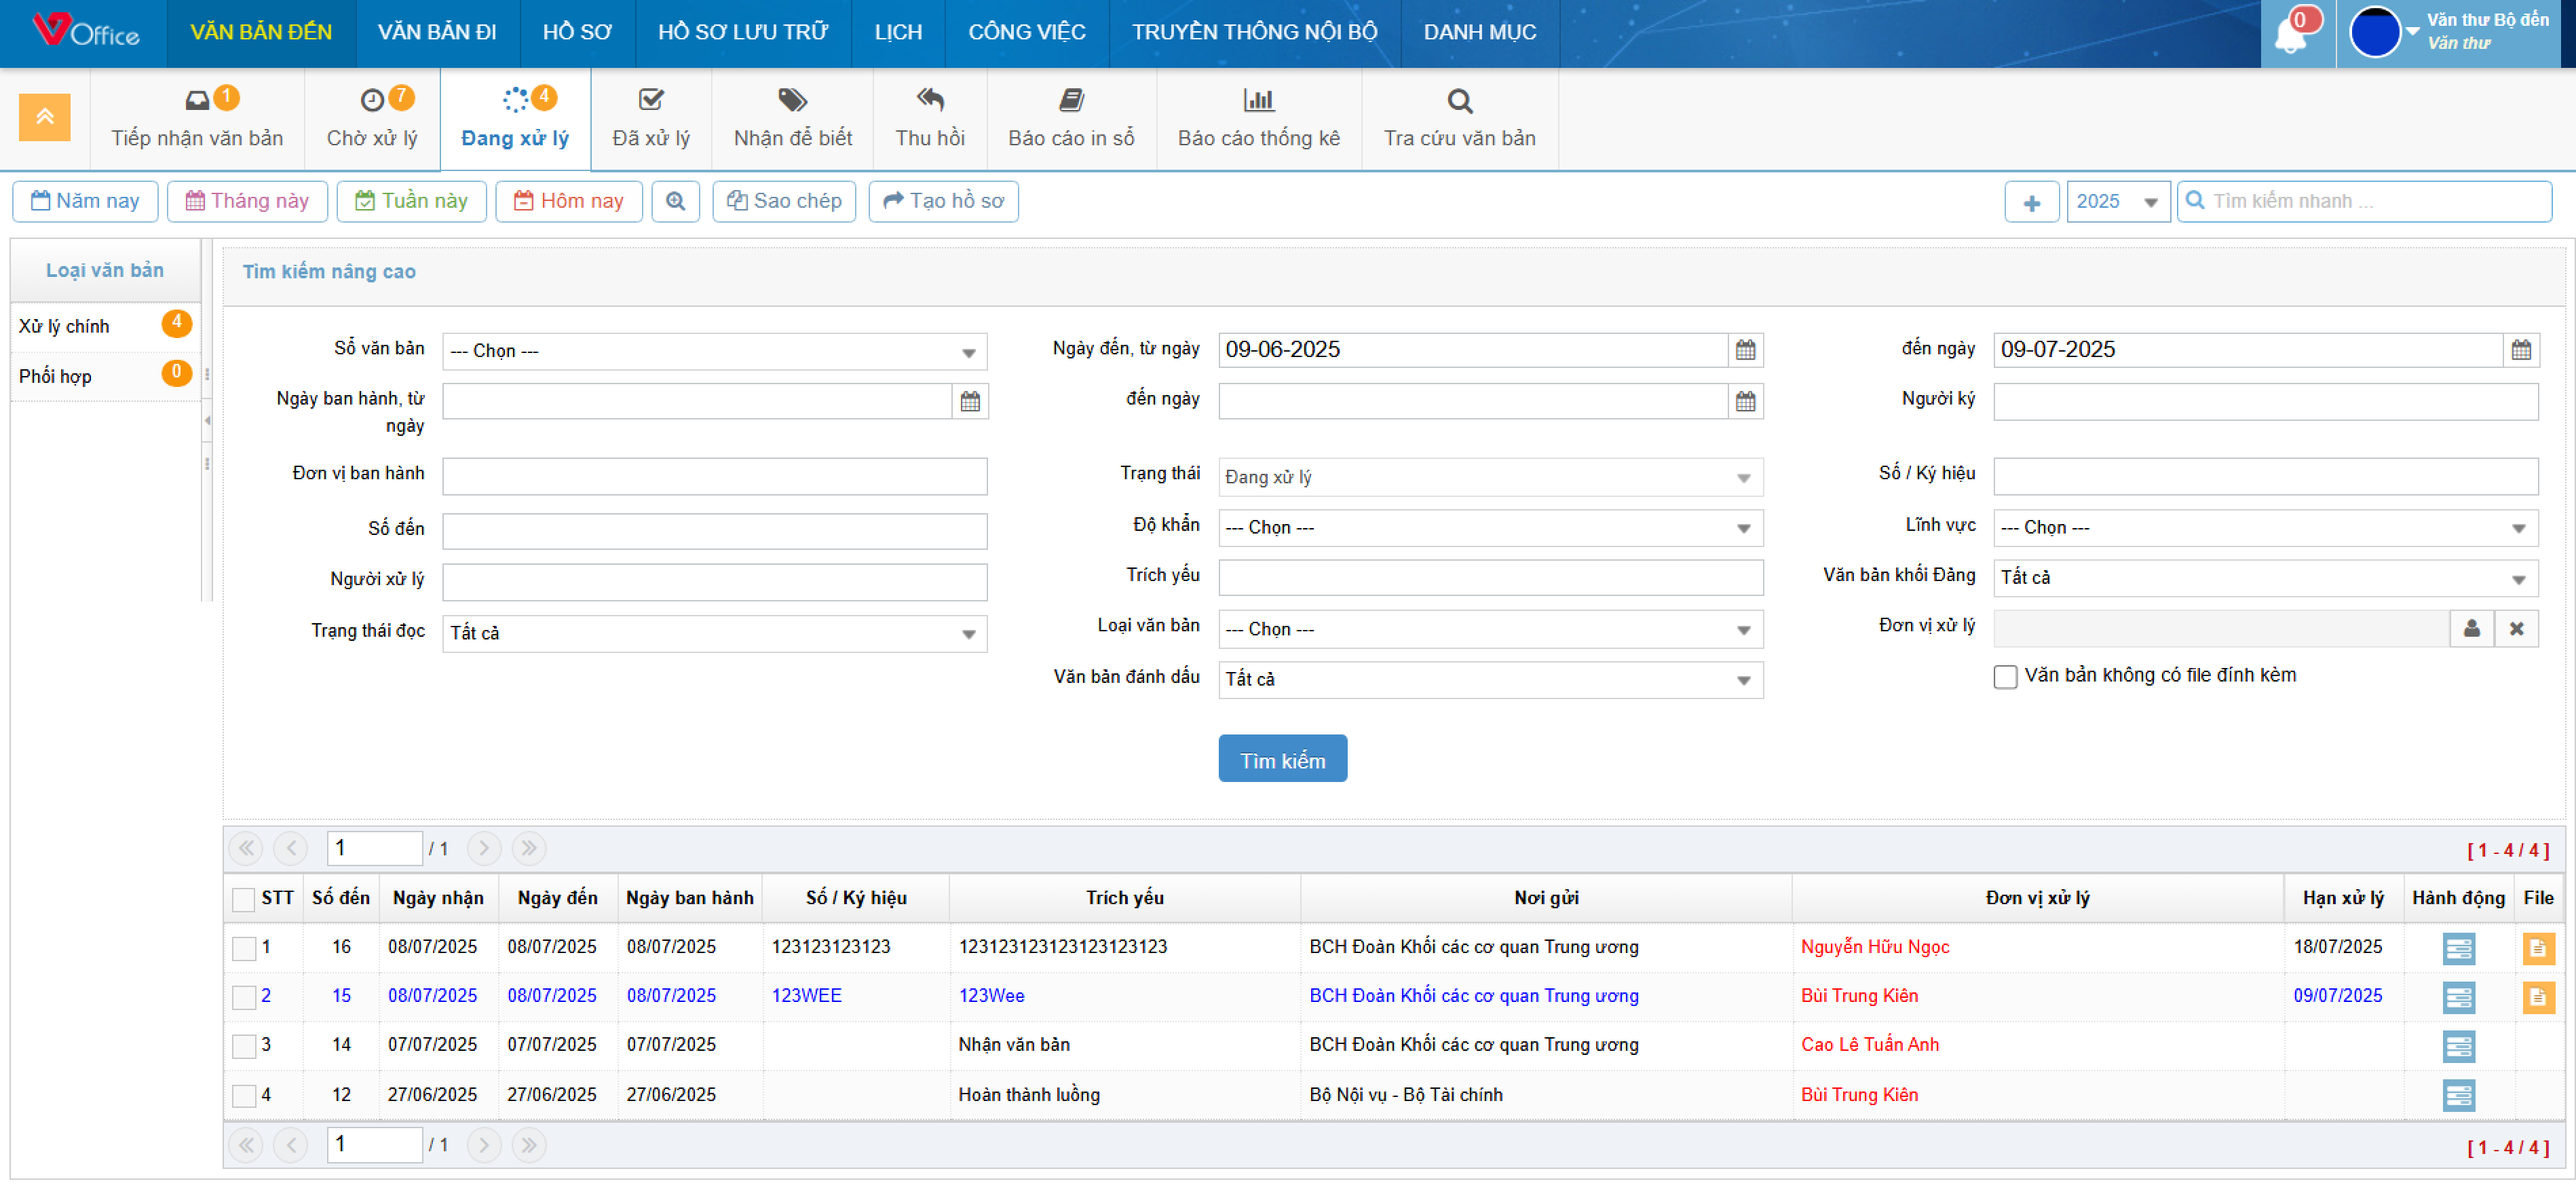 VOffice VĂN BẢN ĐẾN VĂN BẢN ĐI HỒ SƠ HỒ SƠ LƯU TRỮ LỊCH CÔNG VIỆC TRUYỀN THÔNG NỘI BỘ DANH MỤC 0 Văn thư Bộ đến
Văn thư
1 7 4
Tiếp nhận văn bản Chờ xử lý Đang xử lý Đã xử lý Nhận để biết Thu hồi Báo cáo in sổ Báo cáo thống kê Tra cứu văn bản
Năm nay Tháng này Tuần này Hôm nay Sao chép Tạo hồ sơ 2025 Tìm kiếm nhanh ...
Loại văn bản
Xử lý chính 4
Phối hợp 0
Tìm kiếm nâng cao
Sổ văn bản --- Chọn --- Ngày đến, từ ngày 09-06-2025 đến ngày 09-07-2025
Ngày ban hành, từ ngày đến ngày Người ký
Đơn vị ban hành Trạng thái Đang xử lý Số / Ký hiệu
Số đến Độ khẩn --- Chọn --- Lĩnh vực --- Chọn ---
Người xử lý Trích yếu Văn bản khối Đảng Tất cả
Trạng thái đọc Tất cả Loại văn bản --- Chọn --- Đơn vị xử lý
Văn bản đánh dấu Tất cả Văn bản không có file đính kèm
Tìm kiếm
1 / 1 [ 1 - 4 / 4 ]
STT Số đến Ngày nhận Ngày đến Ngày ban hành Số / Ký hiệu Trích yếu Nơi gửi Đơn vị xử lý Hạn xử lý Hành động File
1 16 08/07/2025 08/07/2025 08/07/2025 123123123123 123123123123123123123 BCH Đoàn Khối các cơ quan Trung ương Nguyễn Hữu Ngọc 18/07/2025
2 15 08/07/2025 08/07/2025 08/07/2025 123WEE 123Wee BCH Đoàn Khối các cơ quan Trung ương Bùi Trung Kiên 09/07/2025
3 14 07/07/2025 07/07/2025 07/07/2025 Nhận văn bản BCH Đoàn Khối các cơ quan Trung ương Cao Lê Tuấn Anh
4 12 27/06/2025 27/06/2025 27/06/2025 Hoàn thành luồng Bộ Nội vụ - Bộ Tài chính Bùi Trung Kiên
1 / 1 [ 1 - 4 / 4 ]